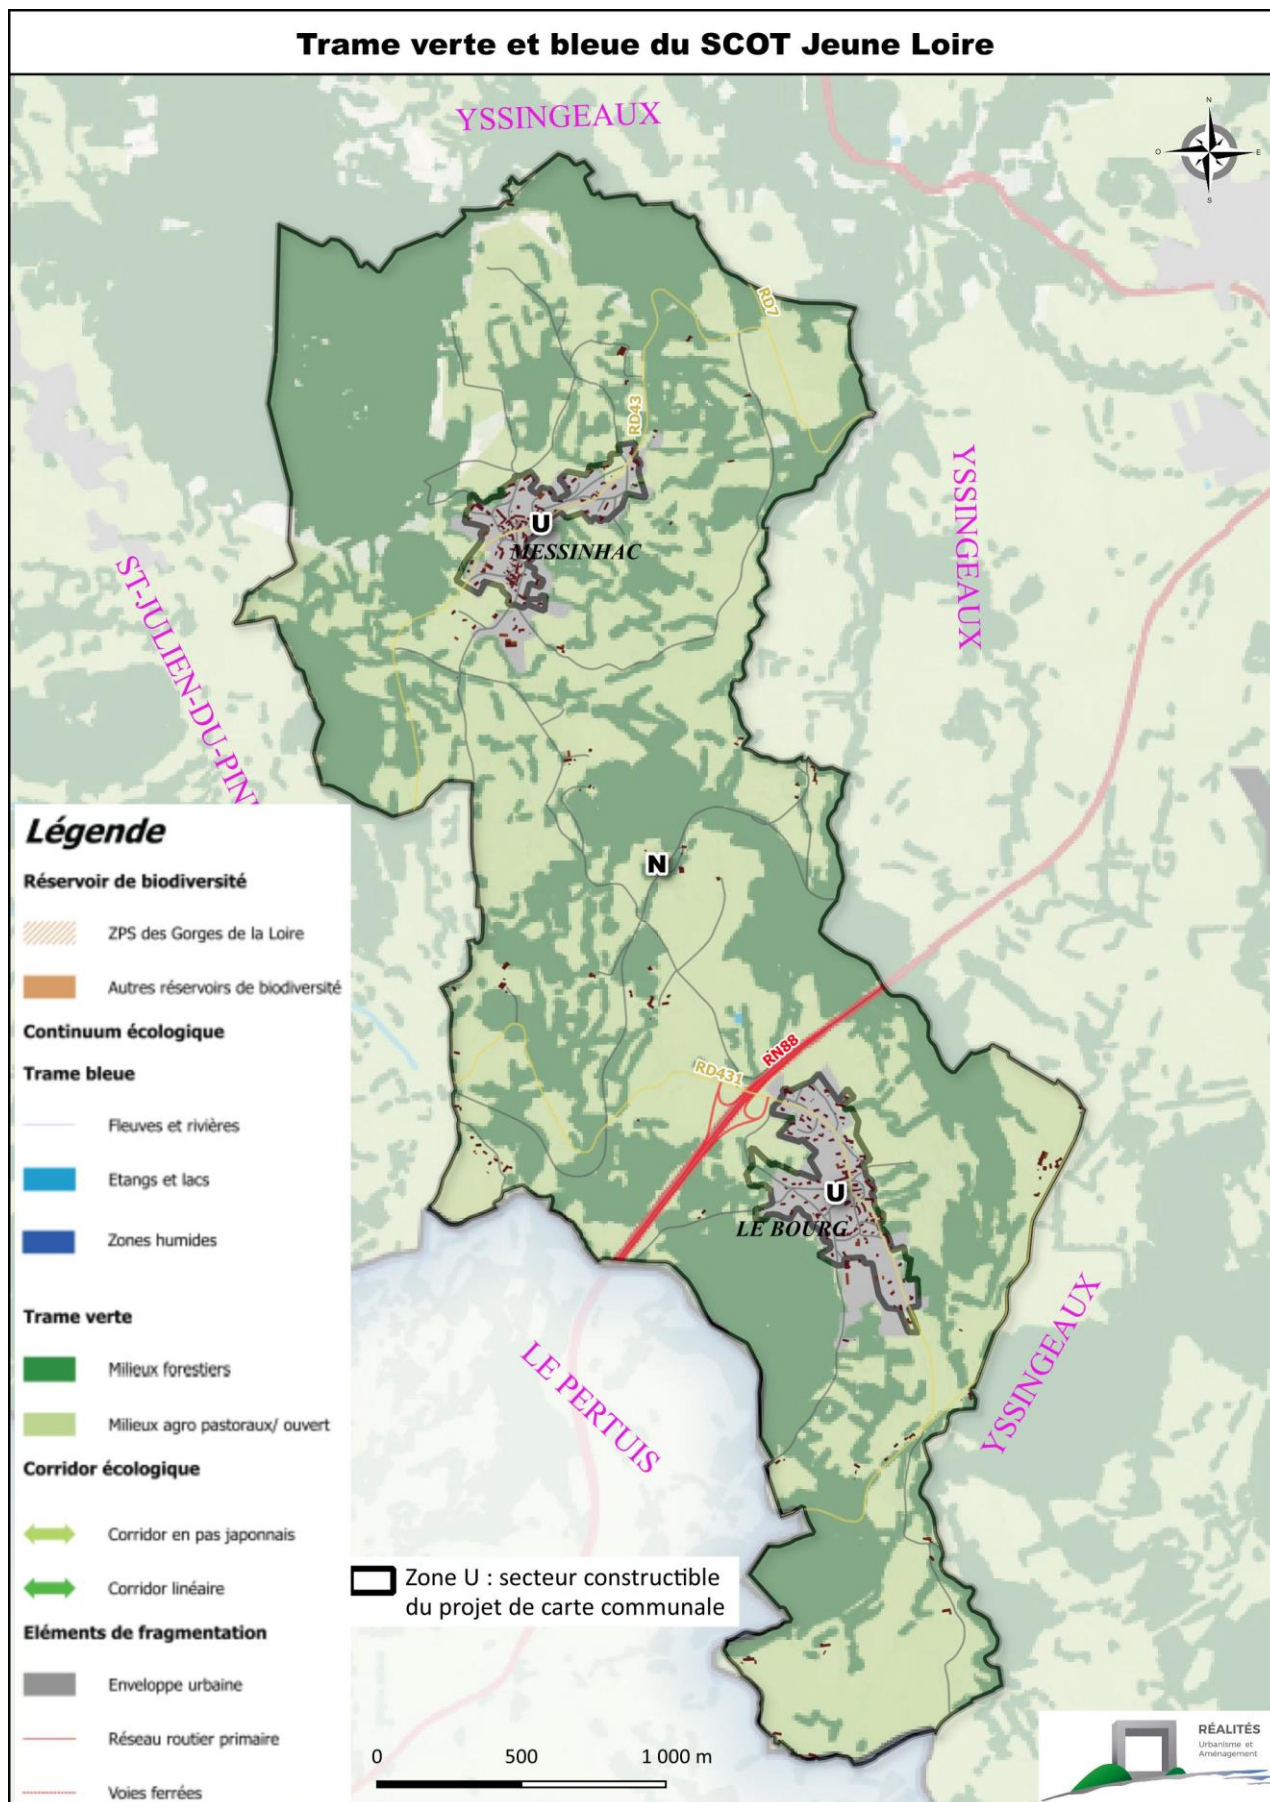 Trame verte et bleue du SCOT Jeune Loire
YSSINGEAUX
N
O
E
S
RD7
RD43
YSSINGEAUX
U
MESSINHAC
ST-JULIEN-DU-PIN
Légende
Réservoir de biodiversité
ZPS des Gorges de la Loire
Autres réservoirs de biodiversité
Continuum écologique
Trame bleue
Fleuves et rivières
Etangs et lacs
Zones humides
Trame verte
Milieux forestiers
Milieux agro pastoraux/ ouvert
Corridor écologique
Corridor en pas japonnais
Corridor linéaire
Eléments de fragmentation
Enveloppe urbaine
Réseau routier primaire
Voies ferrées
N
RN88
RD431
U
LE BOURG
YSSINGEAUX
LE PERTUIS
Zone U : secteur constructible
du projet de carte communale
0 500 1 000 m
RÉALITÉS
Urbanisme et
Aménagement